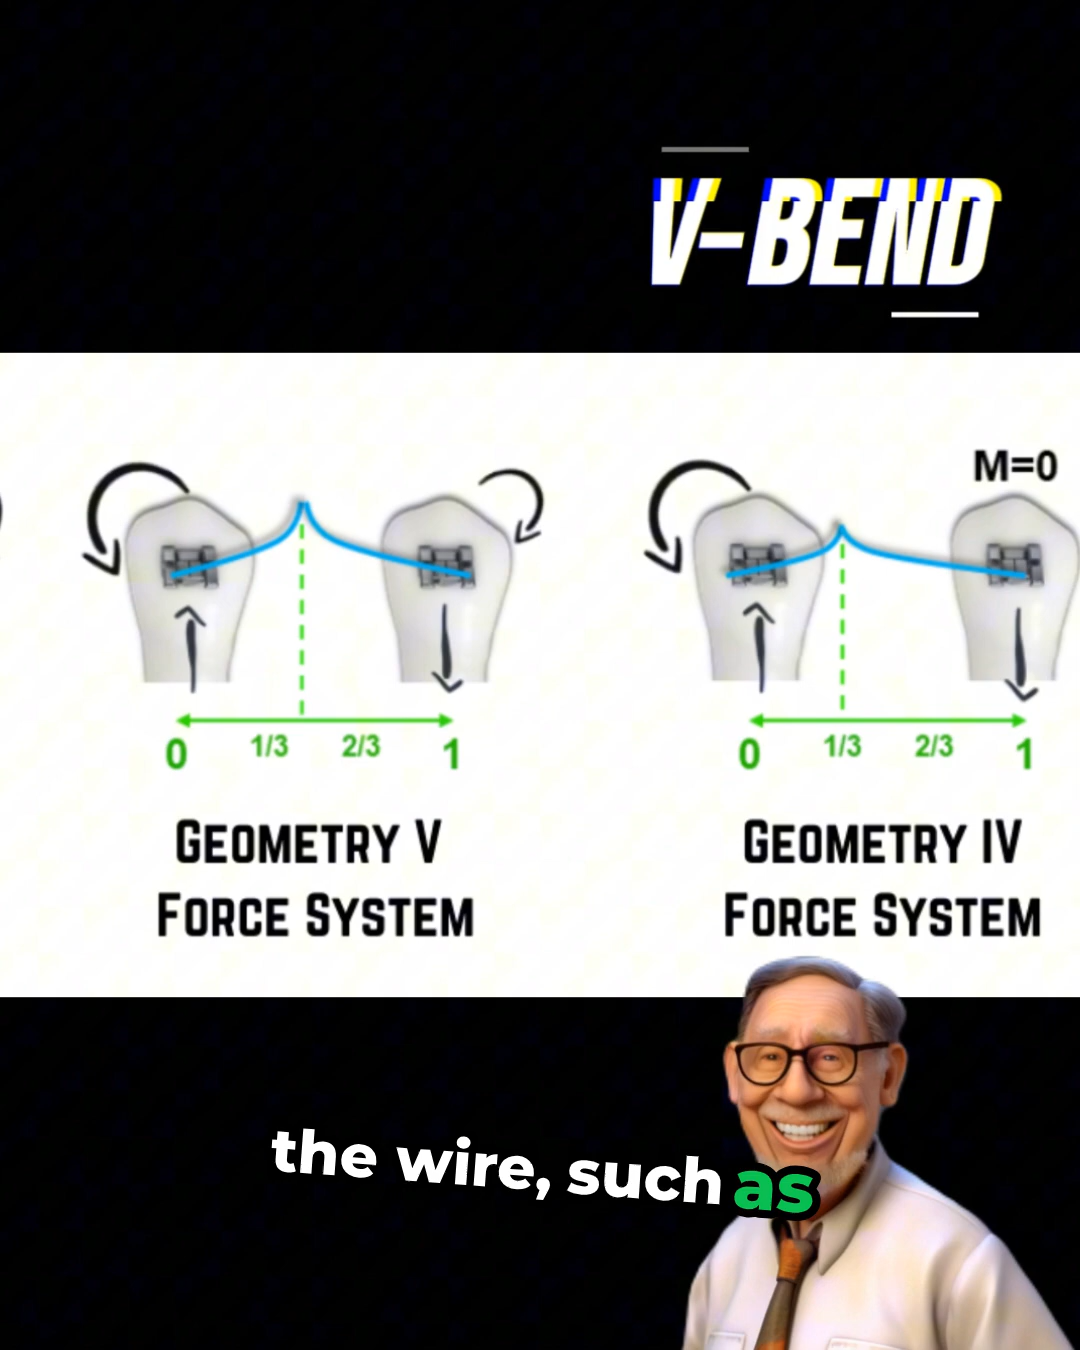 V-BEND
M=0
0 1/3 2/3 1
0 1/3 2/3 1
GEOMETRY V
FORCE SYSTEM
GEOMETRY IV
FORCE SYSTEM
the wire, such as